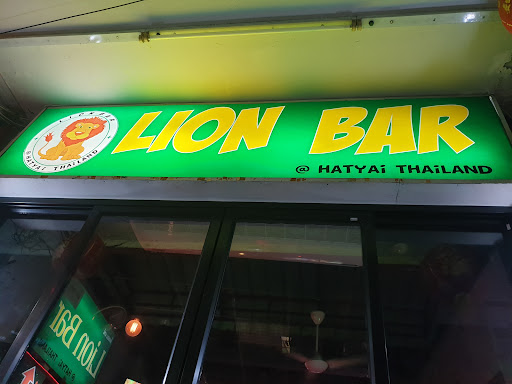 LION BAR
@ HATYAi THAiLAND
HATYAI THAILAND
Lion Bar